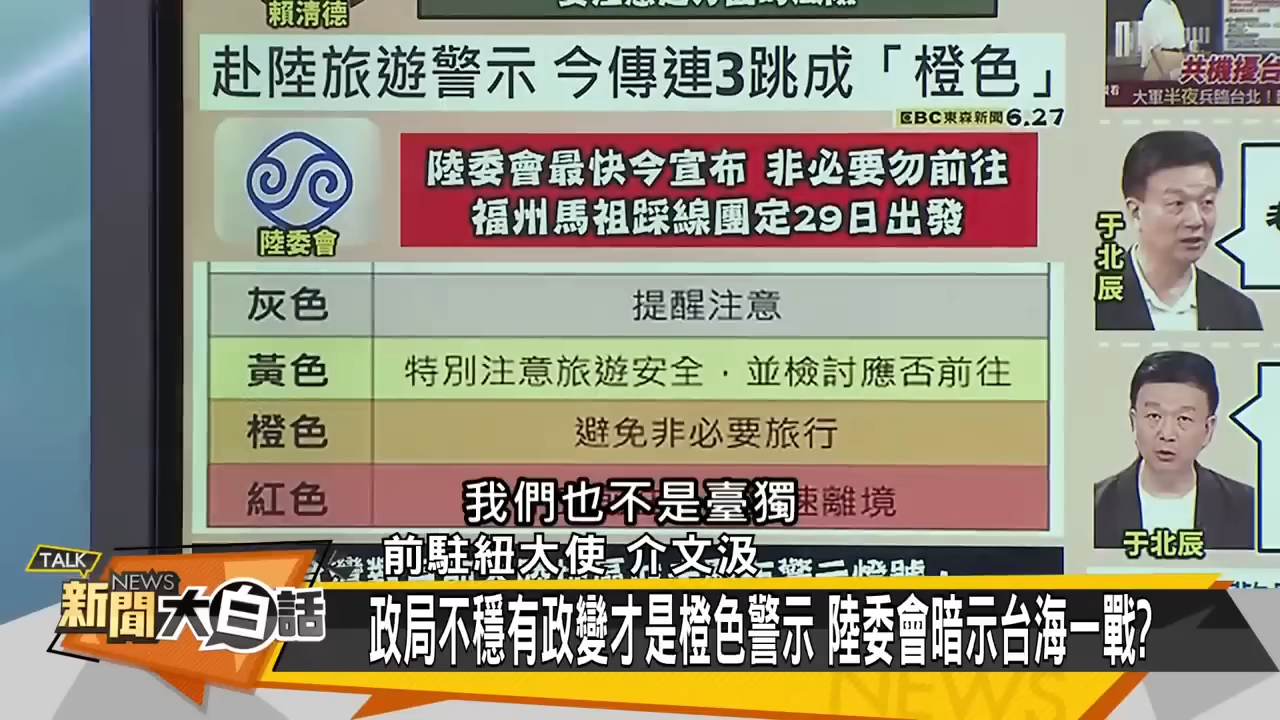 賴清德
赴陸旅遊警示 今傳連3跳成「橙色」
EBC東森新聞 6.27
陸委會
陸委會最快今宣布 非必要勿前往
福州馬祖踩線團定29日出發
灰色 提醒注意
黃色 特別注意旅遊安全，並檢討應否前往
橙色 避免非必要旅行
紅色 速離境
共機擾台
大軍半夜兵臨台北！
于北辰
于北辰
我們也不是臺獨
前駐紐大使 介文汲
TALK
NEWS
新聞大白話
政局不穩有政變才是橙色警示 陸委會暗示台海一戰?
NEWS